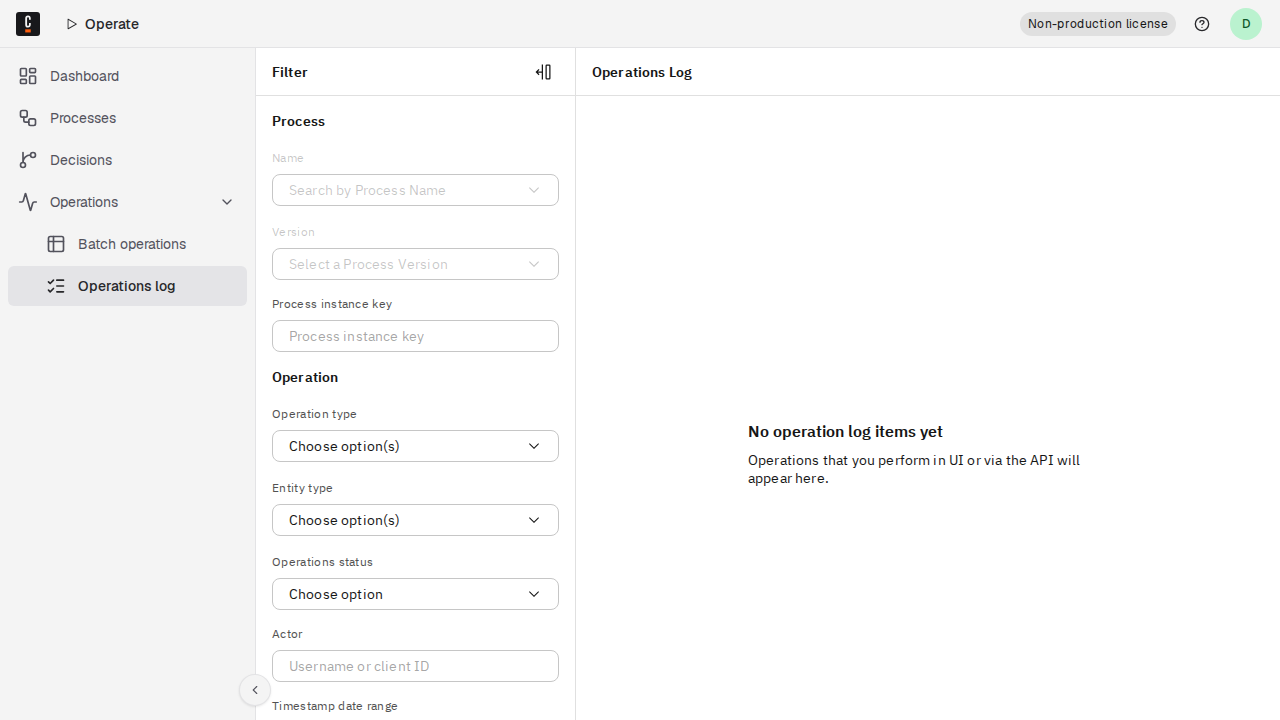 Operate
Non-production license
D
Dashboard
Processes
Decisions
Operations
Batch operations
Operations log
Filter
Process
Name
Search by Process Name
Version
Select a Process Version
Process instance key
Process instance key
Operation
Operation type
Choose option(s)
Entity type
Choose option(s)
Operations status
Choose option
Actor
Username or client ID
Timestamp date range
Operations Log
No operation log items yet
Operations that you perform in UI or via the API will
appear here.